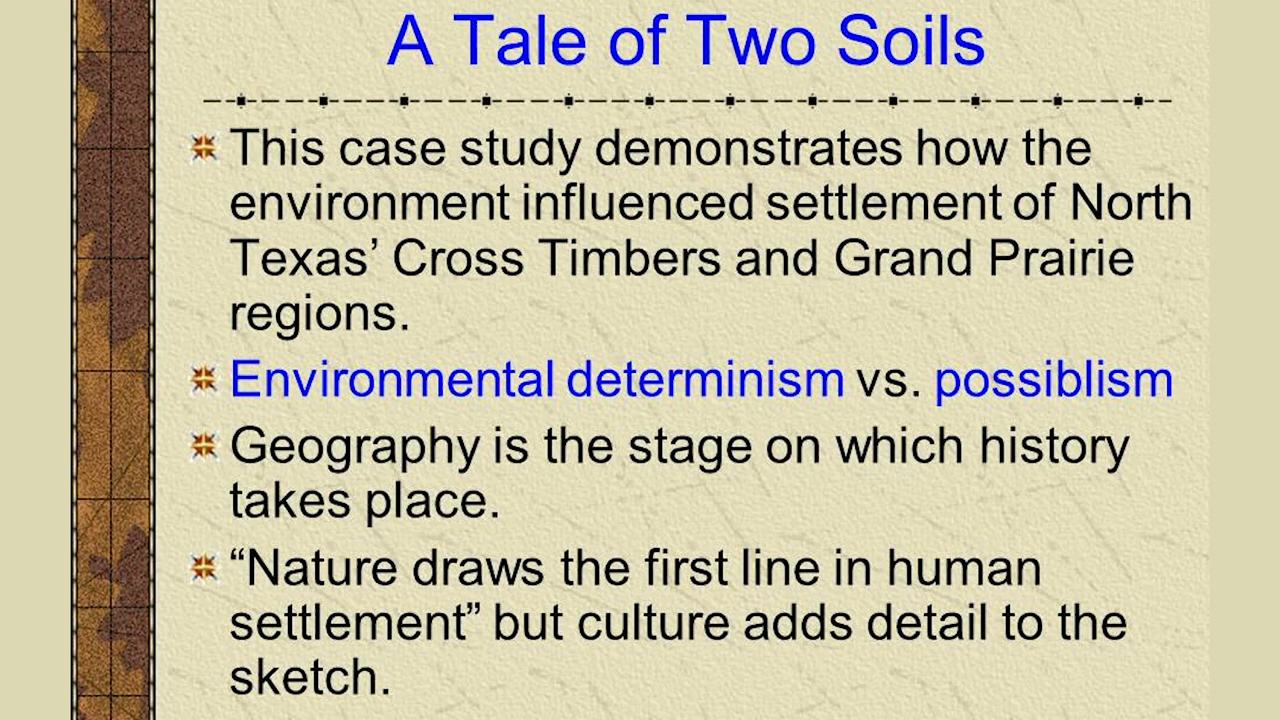 A Tale of Two Soils
This case study demonstrates how the
environment influenced settlement of North
Texas’ Cross Timbers and Grand Prairie
regions.
Environmental determinism vs. possiblism
Geography is the stage on which history
takes place.
“Nature draws the first line in human
settlement” but culture adds detail to the
sketch.